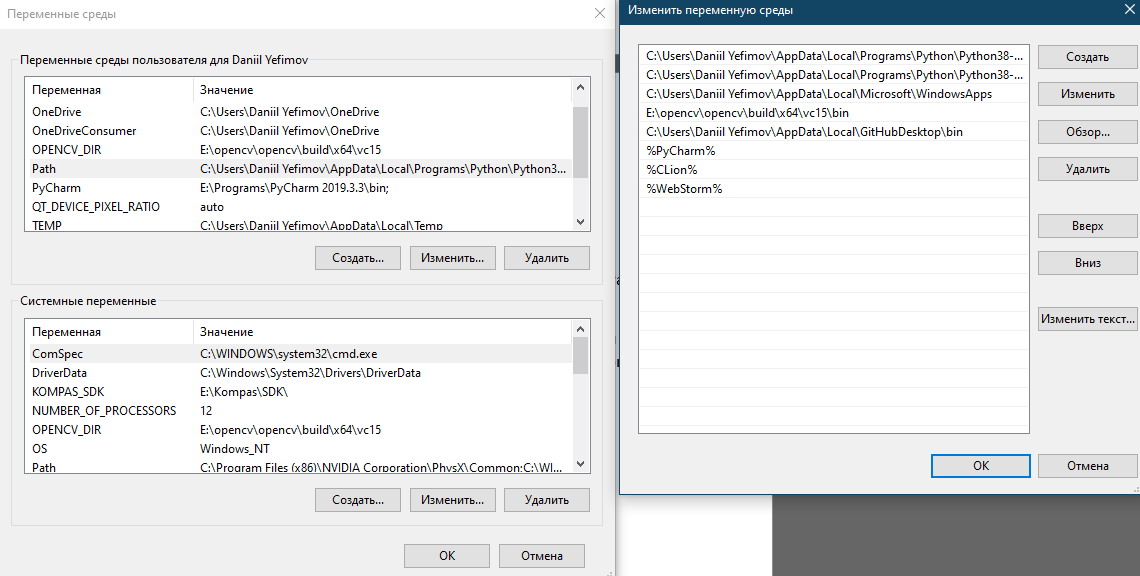 Переменные среды
Переменные среды пользователя для Daniil Yefimov
Переменная Значение
OneDrive C:\Users\Daniil Yefimov\OneDrive
OneDriveConsumer C:\Users\Daniil Yefimov\OneDrive
OPENCV_DIR E:\opencv\opencv\build\x64\vc15
Path C:\Users\Daniil Yefimov\AppData\Local\Programs\Python\Python3...
PyCharm E:\Programs\PyCharm 2019.3.3\bin;
QT_DEVICE_PIXEL_RATIO auto
TEMP C:\Users\Daniil Yefimov\AppData\Local\Temp
Создать... Изменить... Удалить
Системные переменные
Переменная Значение
ComSpec C:\WINDOWS\system32\cmd.exe
DriverData C:\Windows\System32\Drivers\DriverData
KOMPAS_SDK E:\Kompas\SDK\
NUMBER_OF_PROCESSORS 12
OPENCV_DIR E:\opencv\opencv\build\x64\vc15
OS Windows_NT
Path C:\Program Files (x86)\NVIDIA Corporation\PhysX\Common;C:\WI...
Создать... Изменить... Удалить
ОК Отмена
Изменить переменную среды
C:\Users\Daniil Yefimov\AppData\Local\Programs\Python\Python38-...
C:\Users\Daniil Yefimov\AppData\Local\Programs\Python\Python38-...
C:\Users\Daniil Yefimov\AppData\Local\Microsoft\WindowsApps
E:\opencv\opencv\build\x64\vc15\bin
C:\Users\Daniil Yefimov\AppData\Local\GitHubDesktop\bin
%PyCharm%
%CLion%
%WebStorm%
Создать
Изменить
Обзор...
Удалить
Вверх
Вниз
Изменить текст...
ОК Отмена